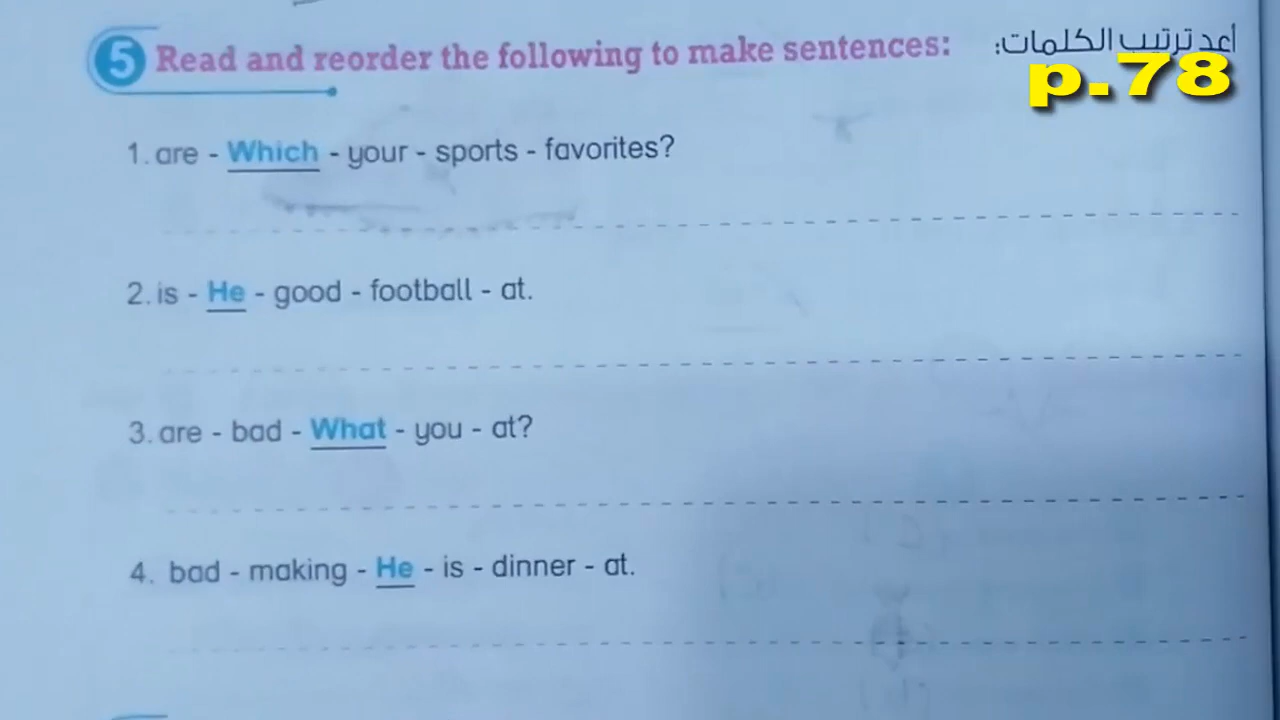 5 Read and reorder the following to make sentences: أعد ترتيب الكلمات:
p.78
1. are - Which - your - sports - favorites?
2. is - He - good - football - at.
3. are - bad - What - you - at?
4. bad - making - He - is - dinner - at.